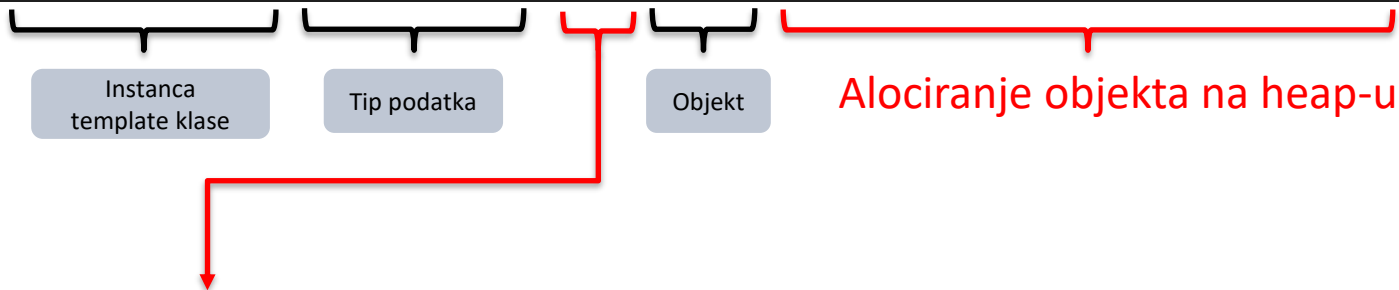 Instanca
template klase
Tip podatka
Objekt
Alociranje objekta na heap-u